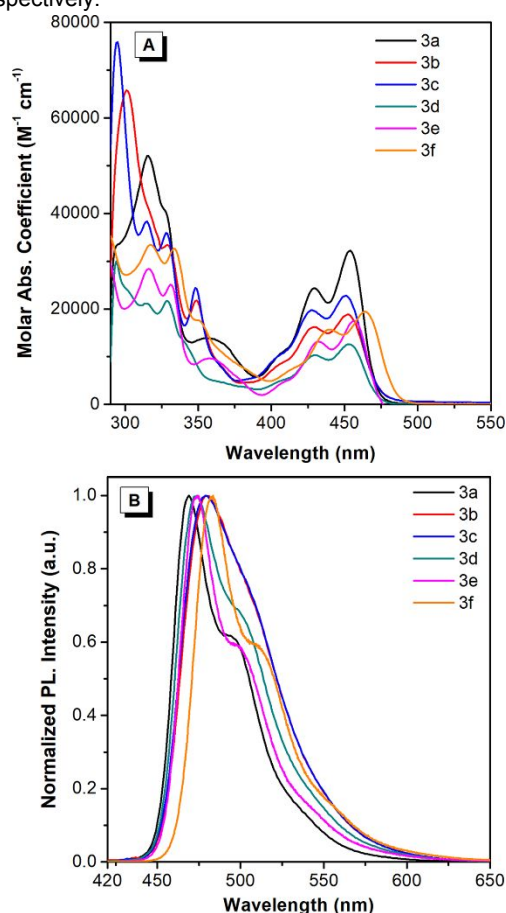 spectively.
A
3a
3b
3c
3d
3e
3f
Molar Abs. Coefficient (M⁻¹ cm⁻¹)
80000
60000
40000
20000
0
300 350 400 450 500 550
Wavelength (nm)
B
3a
3b
3c
3d
3e
3f
Normalized PL. Intensity (a.u.)
1.0
0.8
0.6
0.4
0.2
0.0
420 450 500 550 600 650
Wavelength (nm)